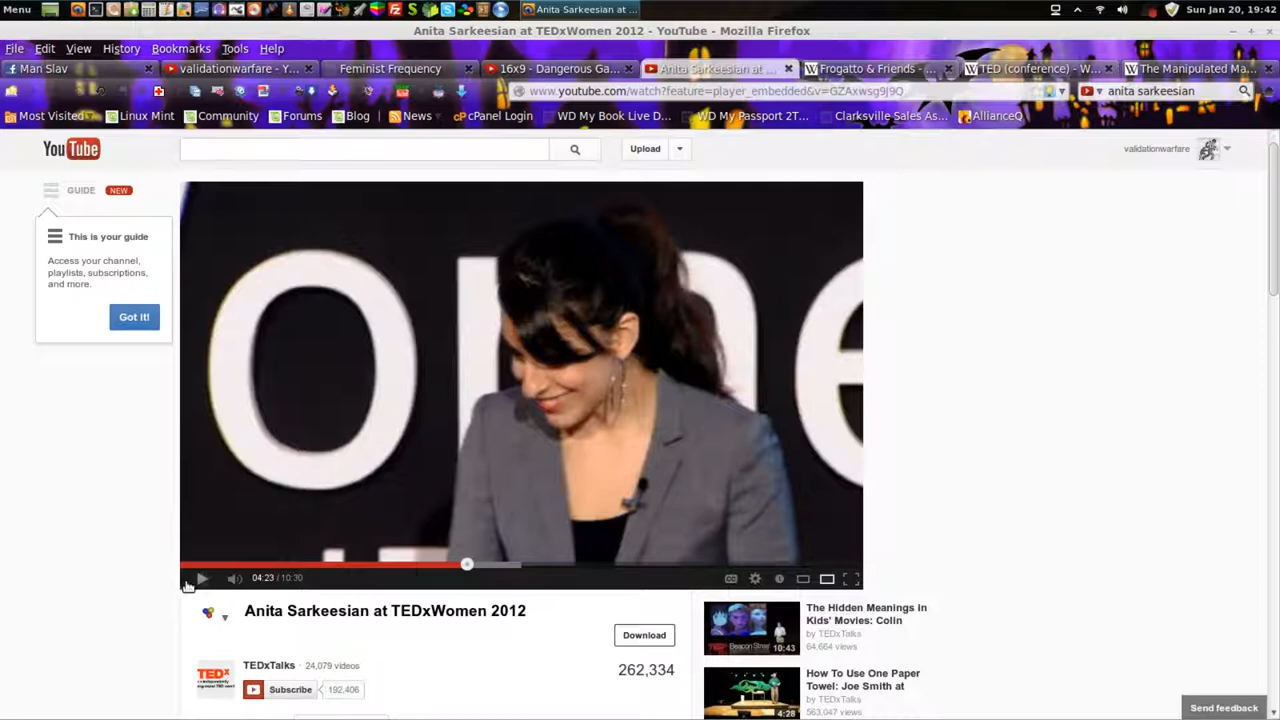 Menu
Anita Sarkeesian at ...
Sun Jan 20, 19:42
Anita Sarkeesian at TEDxWomen 2012 - YouTube - Mozilla Firefox
File Edit View History Bookmarks Tools Help
Man Slav
validationwarfare - Y...
Feminist Frequency
16x9 - Dangerous Ga...
Anita Sarkeesian at ...
Frogatto & Friends - ...
TED (conference) - W...
The Manipulated Ma...
www.youtube.com/watch?feature=player_embedded&v=GZAxwsg9J9Q
anita sarkeesian
Most Visited
Linux Mint
Community
Forums
Blog
News
cPanel Login
WD My Book Live D...
WD My Passport 2T...
Clarksville Sales As...
AllianceQ
YouTube
Upload
validationwarfare
GUIDE NEW
This is your guide
Access your channel,
playlists, subscriptions,
and more.
Got it!
ome
04:23 / 10:30
Anita Sarkeesian at TEDxWomen 2012
Download
TEDx
TEDxTalks · 24,079 videos
Subscribe 192,406
262,334
The Hidden Meanings in
Kids' Movies: Colin
by TEDxTalks
64,664 views
10:43
How To Use One Paper
Towel: Joe Smith at
by TEDxTalks
563,047 views
4:28
Send feedback